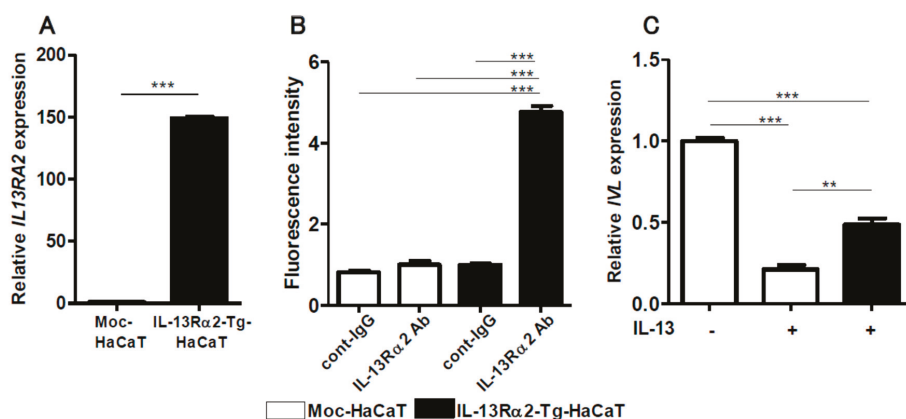 A
Relative IL13RA2 expression
200
150
100
50
0
***
Moc-
HaCaT
IL-13Rα2-Tg-
HaCaT
B
Fluorescence intensity
6
4
2
0
***
***
***
cont-IgG
IL-13Rα2 Ab
cont-IgG
IL-13Rα2 Ab
C
Relative IVL expression
1.5
1.0
0.5
0.0
***
***
**
IL-13 - + +
Moc-HaCaT IL-13Rα2-Tg-HaCaT